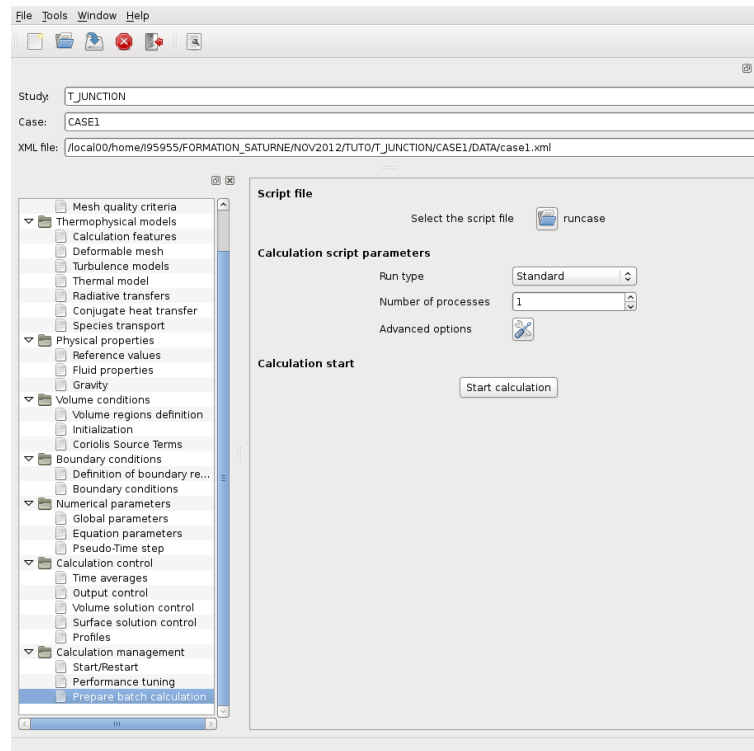 File Tools Window Help
Study: T_JUNCTION
Case: CASE1
XML file: /local00/home/I95955/FORMATION_SATURNE/NOV2012/TUTO/T_JUNCTION/CASE1/DATA/case1.xml
Mesh quality criteria
Thermophysical models
Calculation features
Deformable mesh
Turbulence models
Thermal model
Radiative transfers
Conjugate heat transfer
Species transport
Physical properties
Reference values
Fluid properties
Gravity
Volume conditions
Volume regions definition
Initialization
Coriolis Source Terms
Boundary conditions
Definition of boundary re...
Boundary conditions
Numerical parameters
Global parameters
Equation parameters
Pseudo-Time step
Calculation control
Time averages
Output control
Volume solution control
Surface solution control
Profiles
Calculation management
Start/Restart
Performance tuning
Prepare batch calculation
Script file
Select the script file runcase
Calculation script parameters
Run type Standard
Number of processes 1
Advanced options
Calculation start
Start calculation